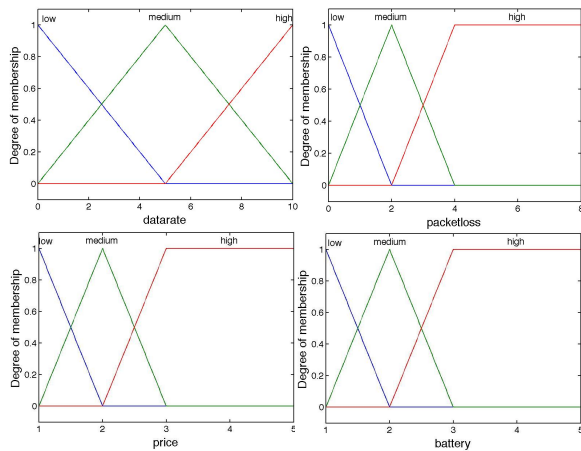 low medium high
Degree of membership
1
0.8
0.6
0.4
0.2
0
0 2 4 6 8 10
datarate
low medium high
Degree of membership
1
0.8
0.6
0.4
0.2
0
0 2 4 6 8
packetloss
low medium high
Degree of membership
1
0.8
0.6
0.4
0.2
0
1 2 3 4 5
price
low medium high
Degree of membership
1
0.8
0.6
0.4
0.2
0
1 2 3 4 5
battery